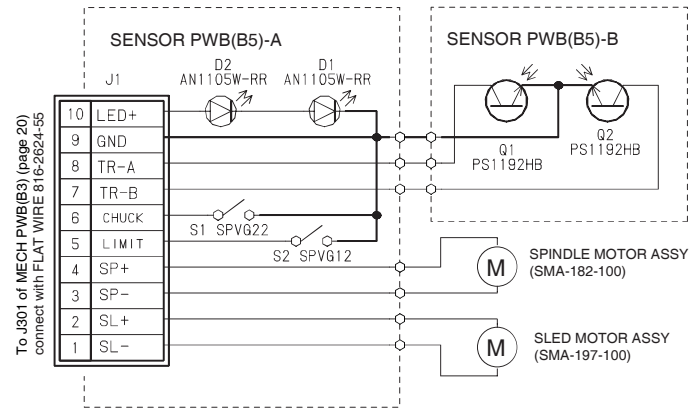 SENSOR PWB(B5)-A
SENSOR PWB(B5)-B
J1
D2
AN1105W-RR
D1
AN1105W-RR
10 LED+
9 GND
8 TR-A
7 TR-B
6 CHUCK
5 LIMIT
4 SP+
3 SP-
2 SL+
1 SL-
S1 SPVG22
S2 SPVG12
Q1
PS1192HB
Q2
PS1192HB
M
SPINDLE MOTOR ASSY
(SMA-182-100)
M
SLED MOTOR ASSY
(SMA-197-100)
To J301 of MECH PWB(B3) (page 20)
connect with FLAT WIRE 816-2624-55